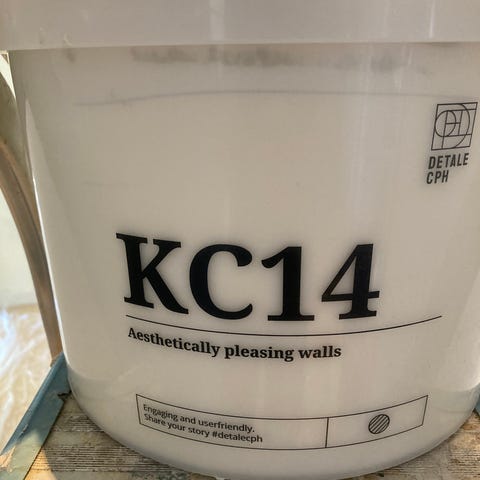 DETALE
CPH
KC14
Aesthetically pleasing walls
Engaging and userfriendly.
Share your story #detalecph